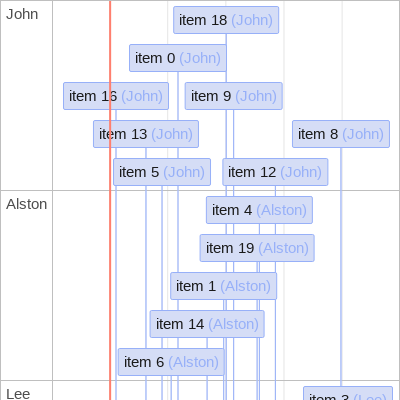 John
item 18 (John)
item 0 (John)
item 16 (John)
item 9 (John)
item 13 (John)
item 8 (John)
item 5 (John)
item 12 (John)
Alston
item 4 (Alston)
item 19 (Alston)
item 1 (Alston)
item 14 (Alston)
item 6 (Alston)
Lee
item 3 (Lee)